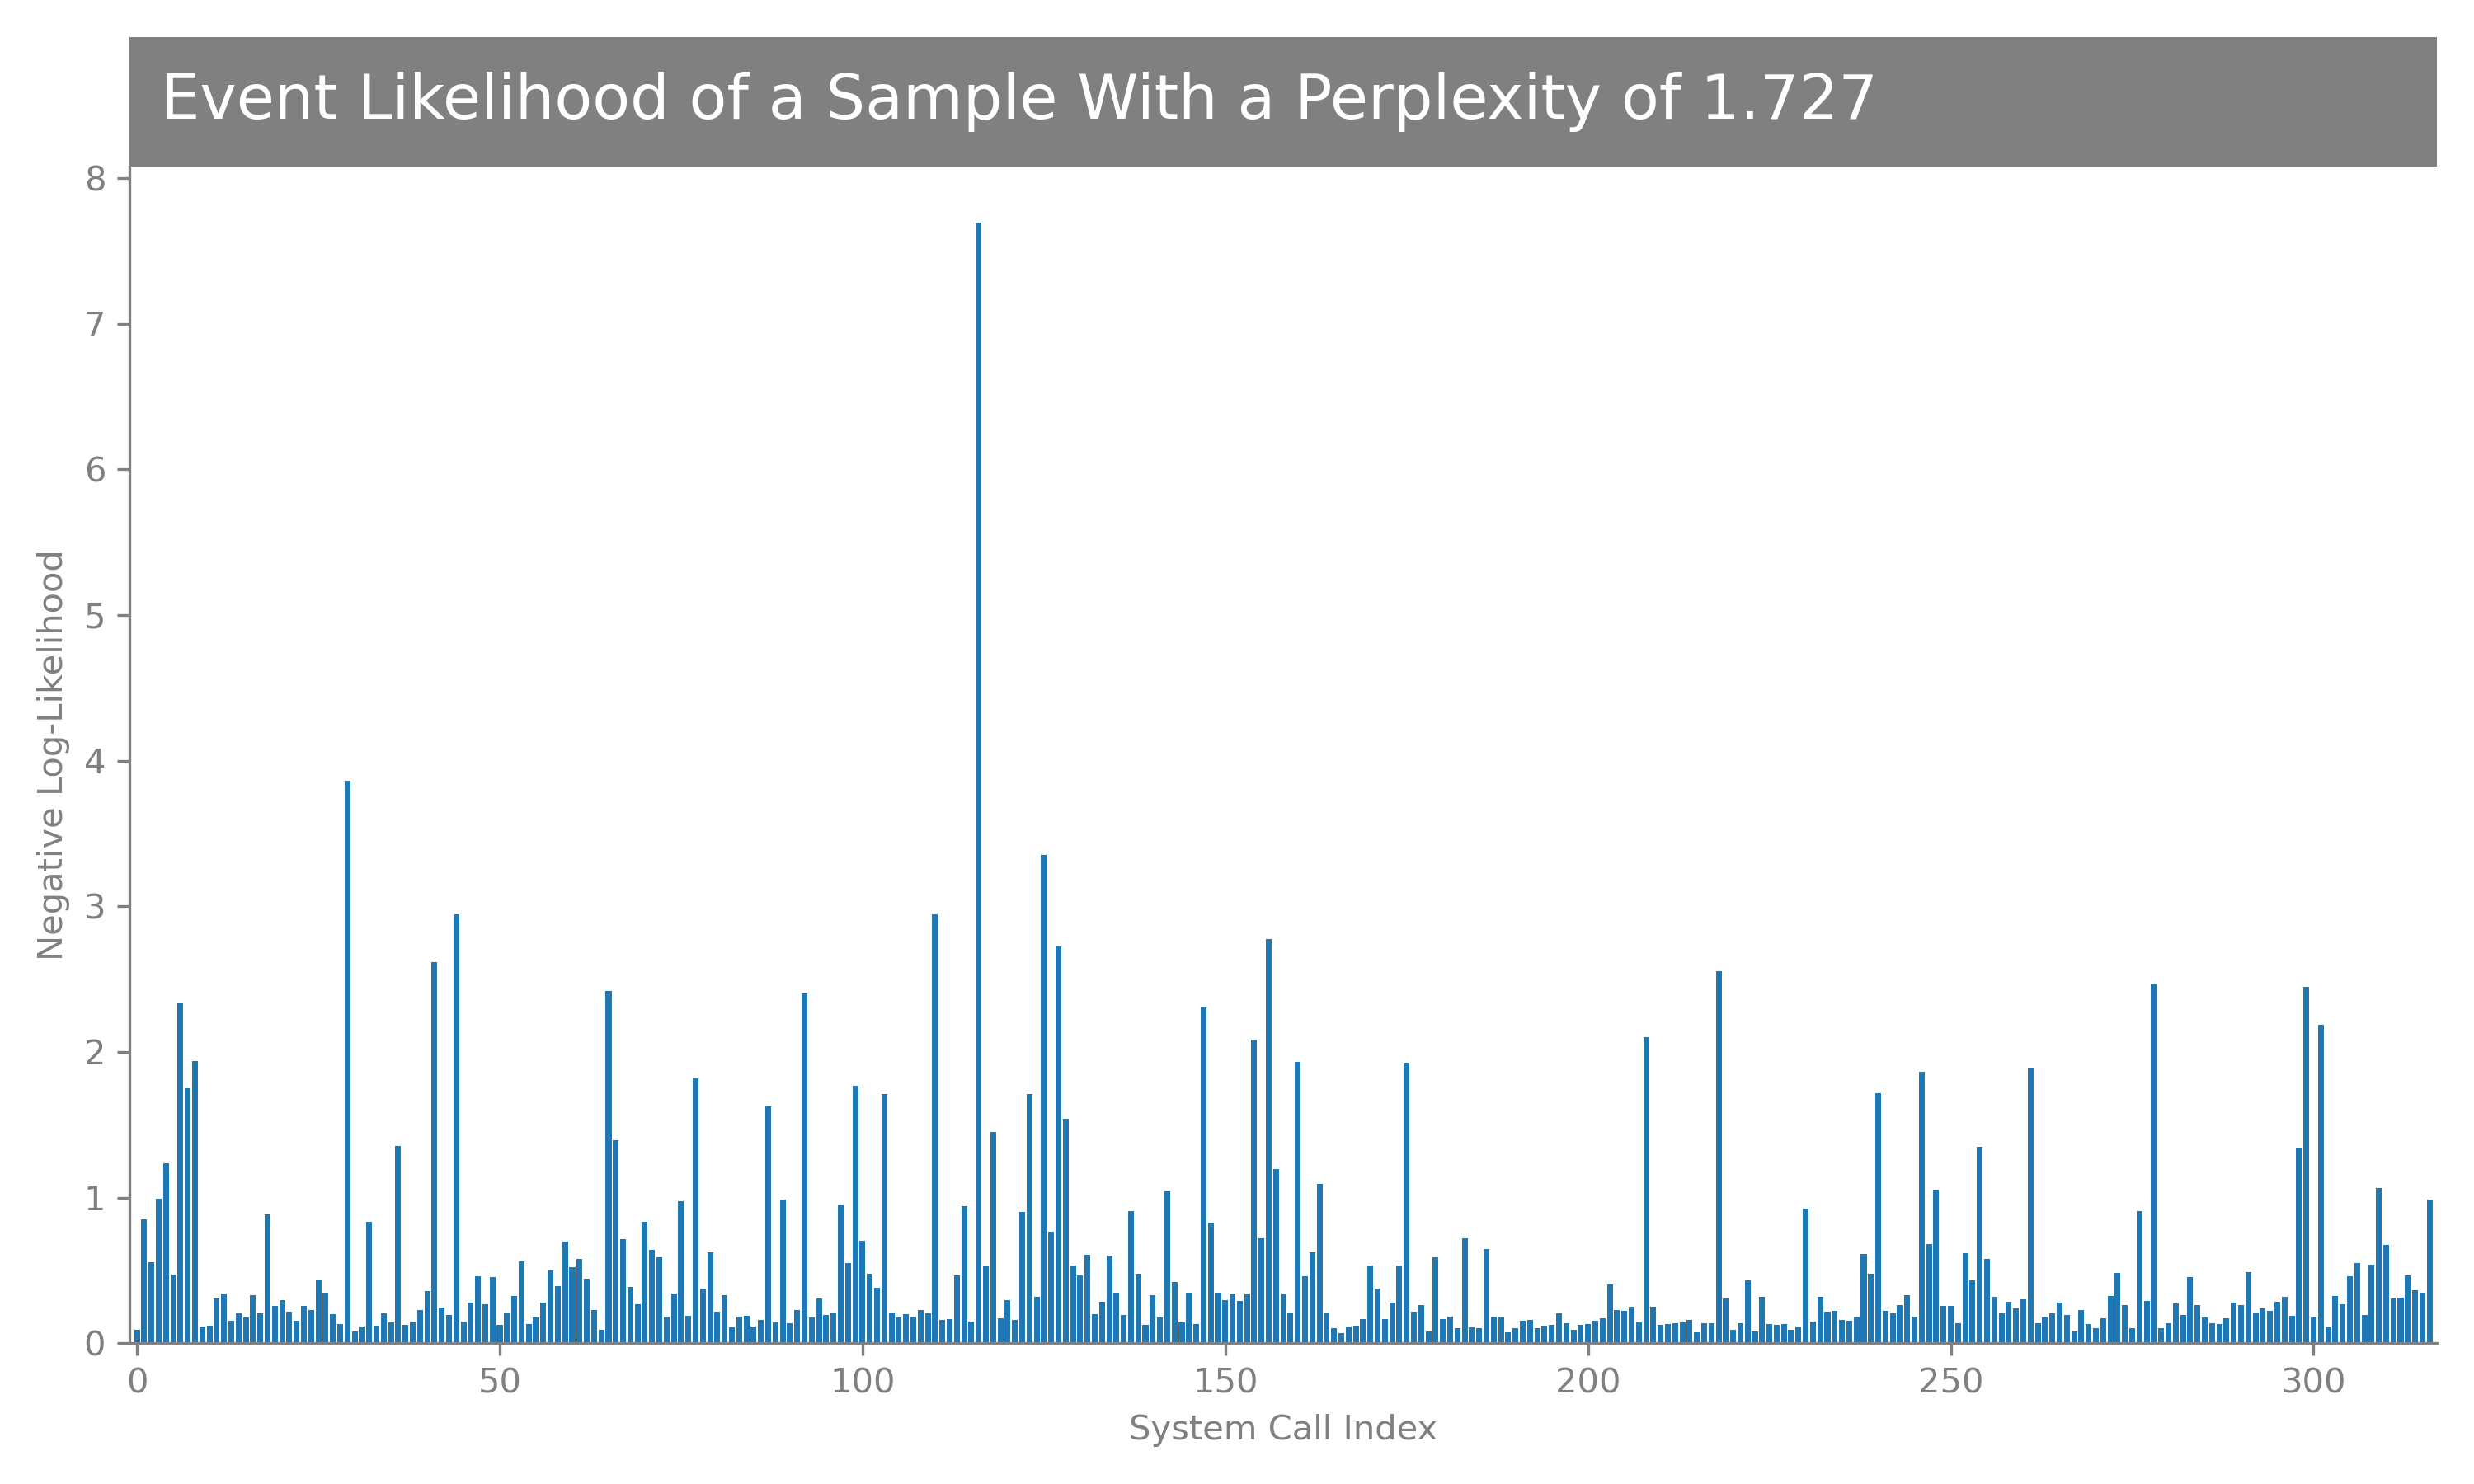 Event Likelihood of a Sample With a Perplexity of 1.727
8
7
6
5
4
3
2
1
0
Negative Log-Likelihood
0 50 100 150 200 250 300
System Call Index